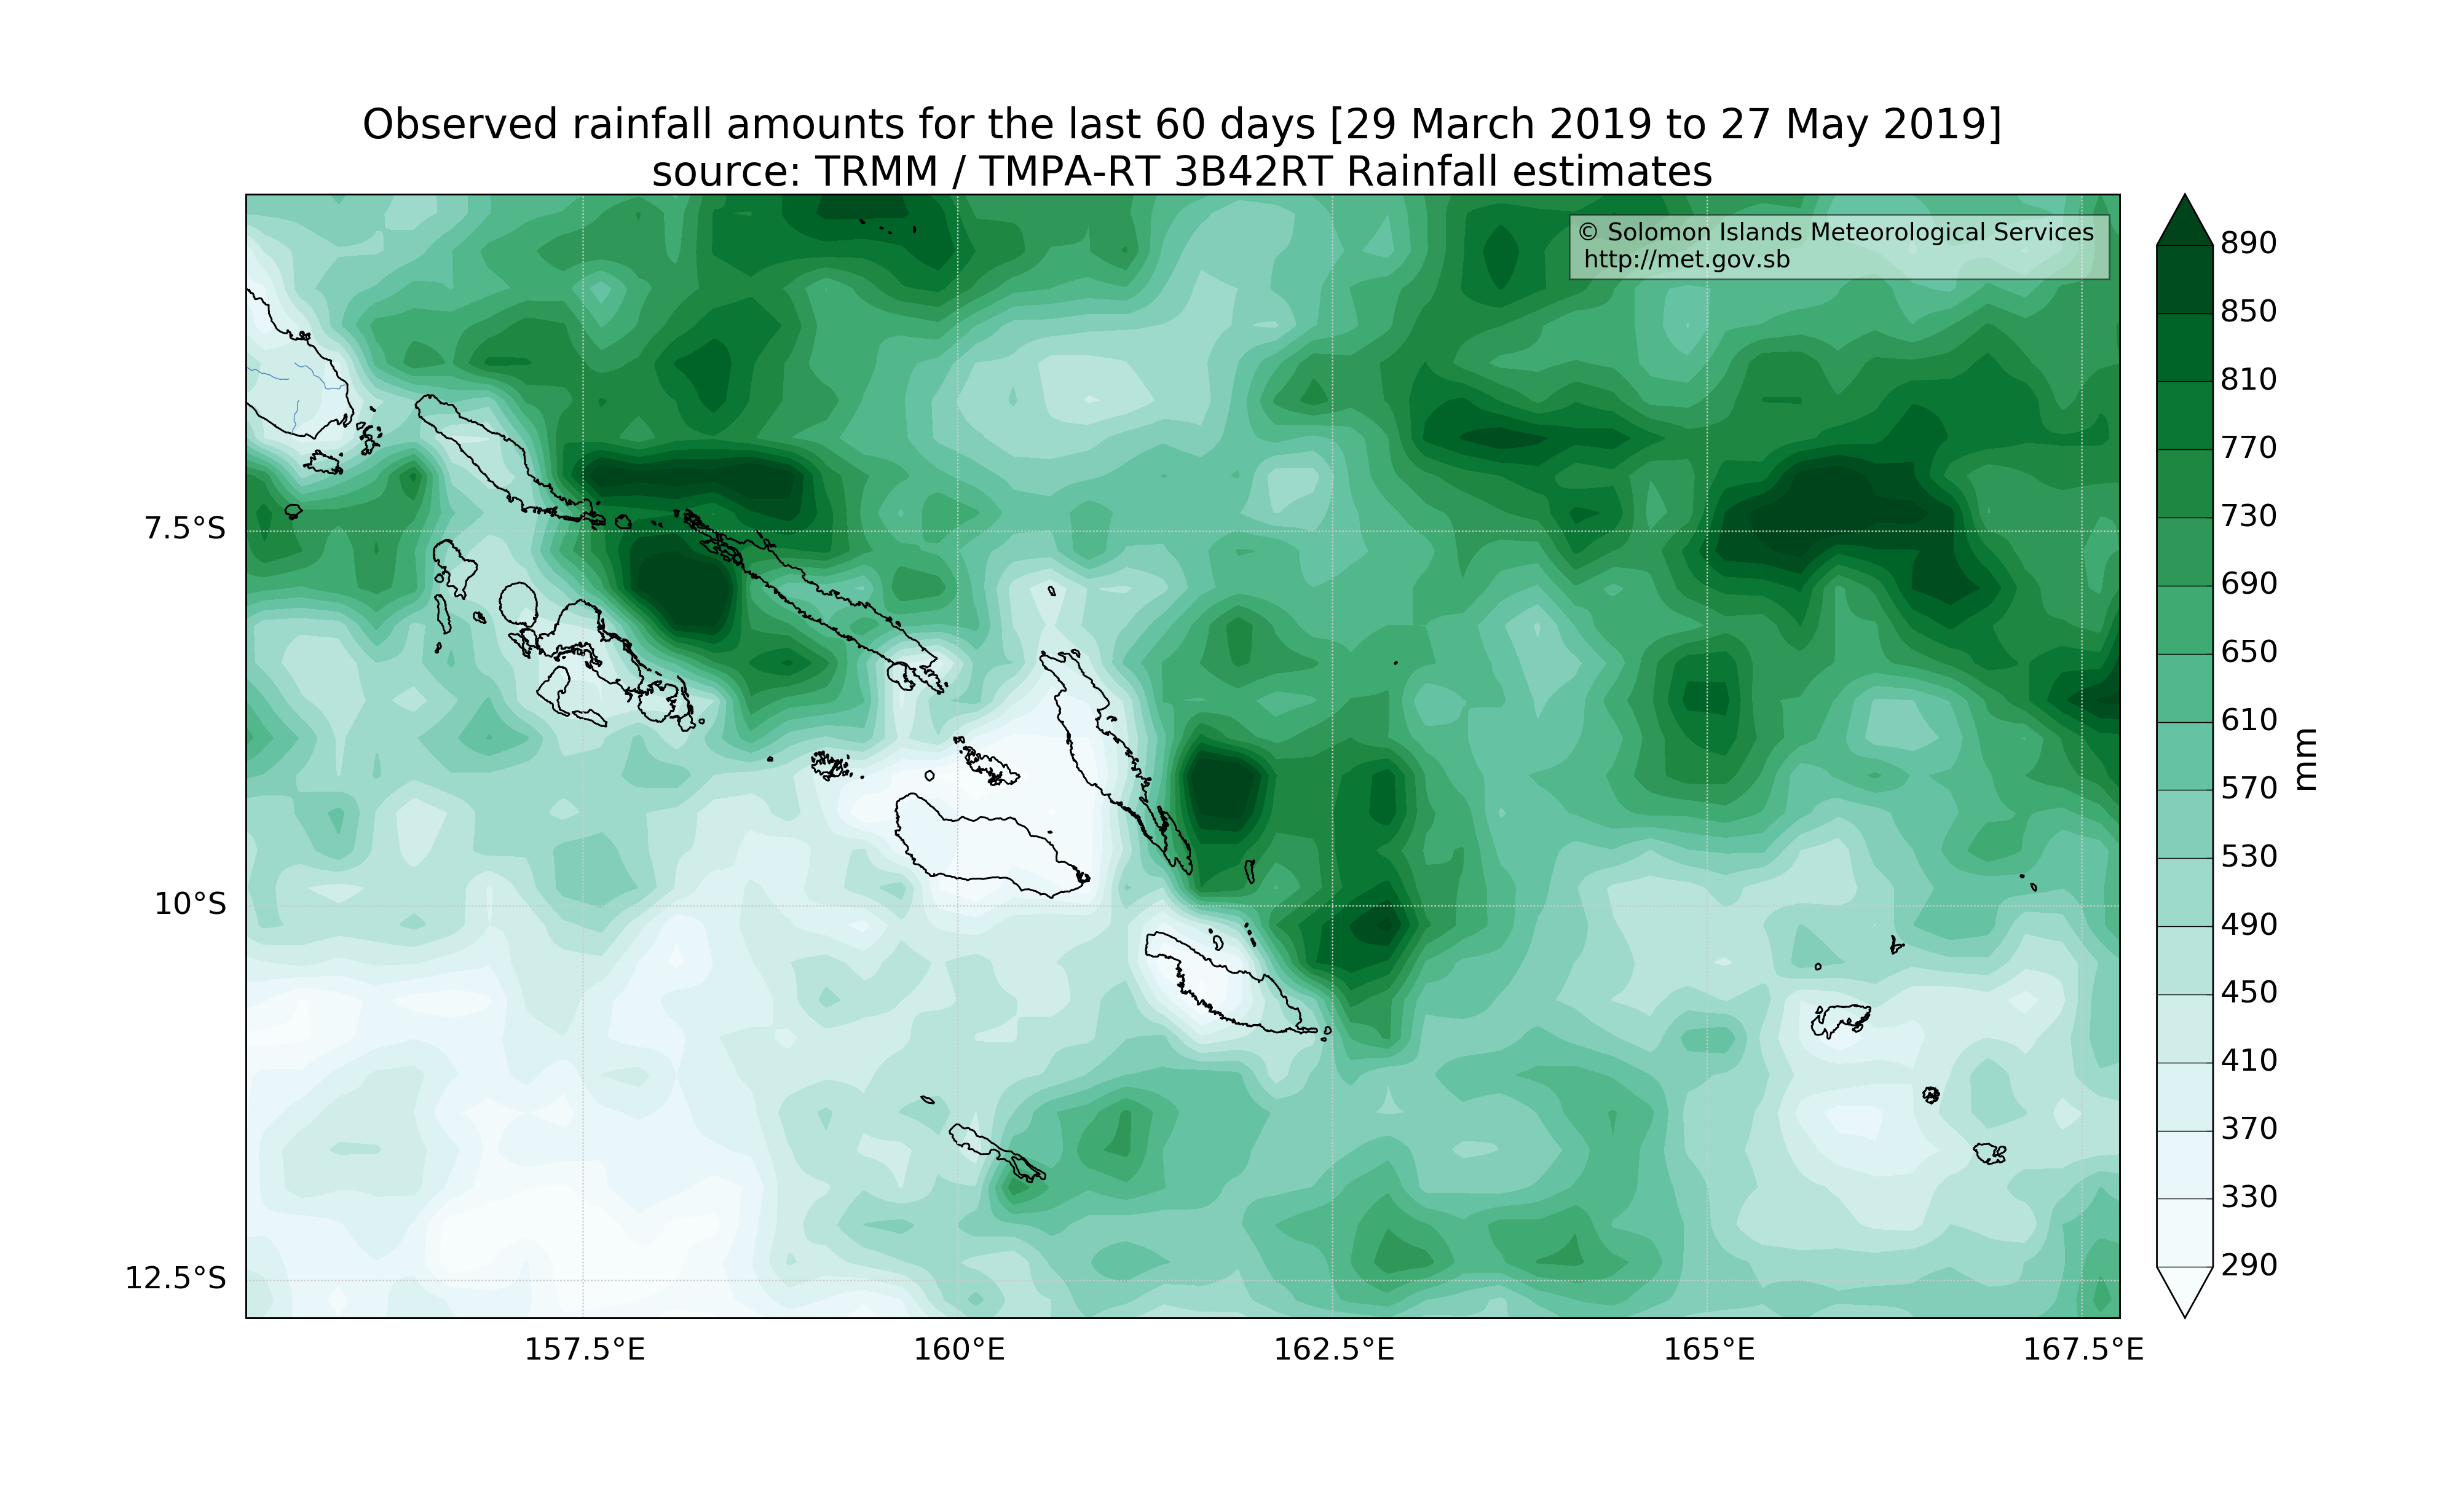 Observed rainfall amounts for the last 60 days [29 March 2019 to 27 May 2019]
source: TRMM / TMPA-RT 3B42RT Rainfall estimates
© Solomon Islands Meteorological Services
http://met.gov.sb
7.5°S
10°S
12.5°S
157.5°E
160°E
162.5°E
165°E
167.5°E
890
850
810
770
730
690
650
610
570
530
490
450
410
370
330
290
mm